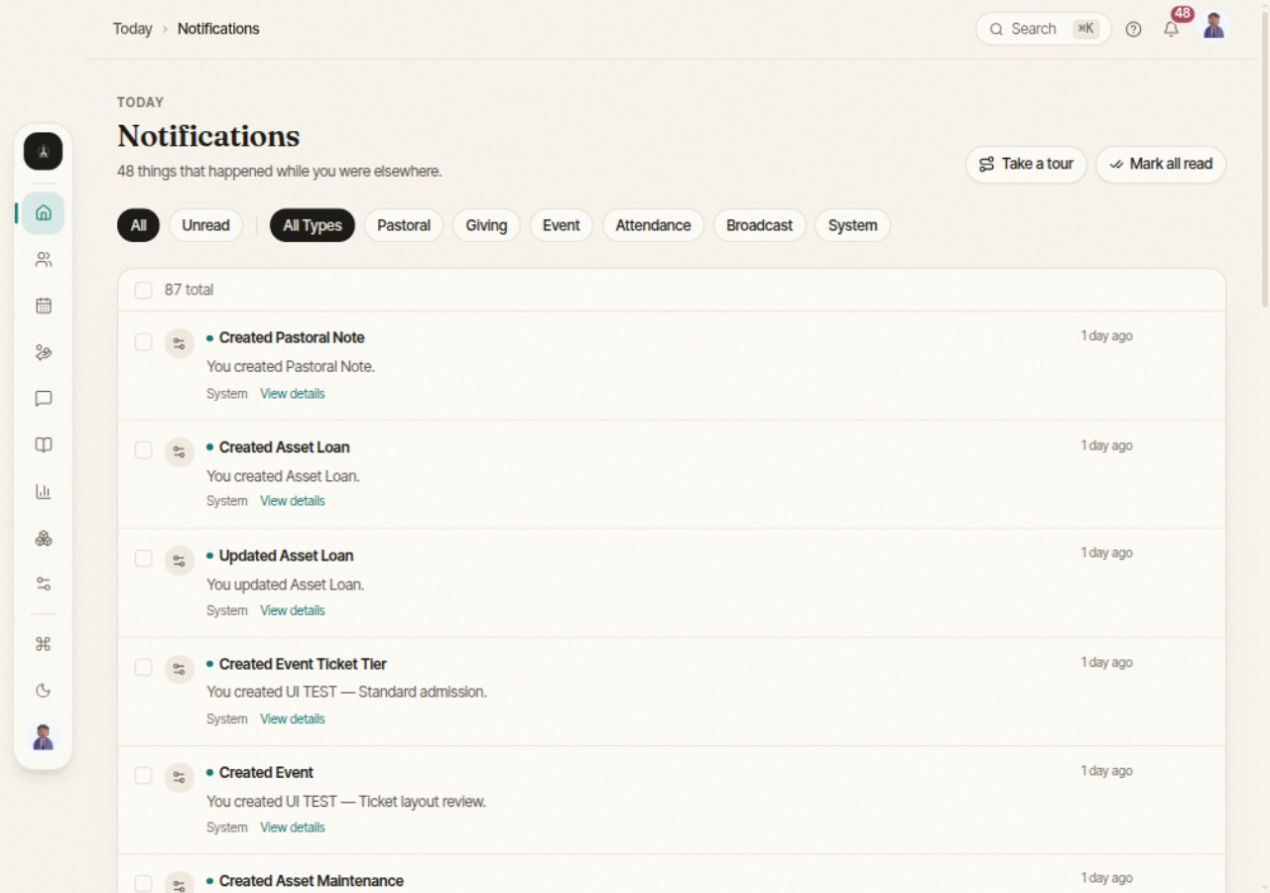 Today › Notifications
Search ⌘K
48
TODAY
Notifications
48 things that happened while you were elsewhere.
Take a tour
Mark all read
All Unread All Types Pastoral Giving Event Attendance Broadcast System
87 total
Created Pastoral Note 1 day ago
You created Pastoral Note.
System View details
Created Asset Loan 1 day ago
You created Asset Loan.
System View details
Updated Asset Loan 1 day ago
You updated Asset Loan.
System View details
Created Event Ticket Tier 1 day ago
You created UI TEST — Standard admission.
System View details
Created Event 1 day ago
You created UI TEST — Ticket layout review.
System View details
Created Asset Maintenance 1 day ago